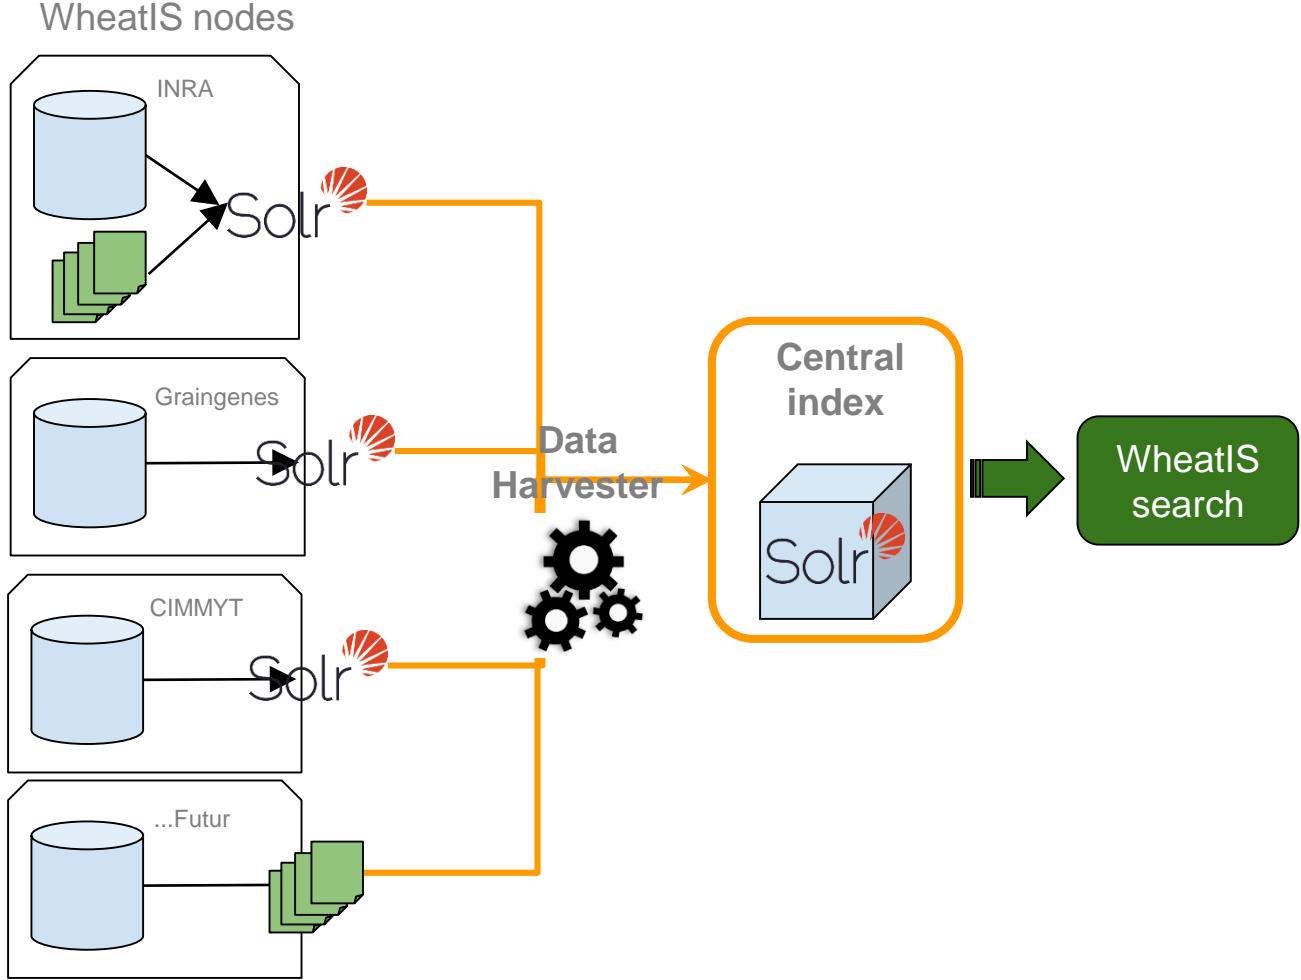 WheatIS nodes
INRA
Solr
Graingenes
Solr
CIMMYT
Solr
...Futur
Data
Harvester
Central
index
Solr
WheatIS
search